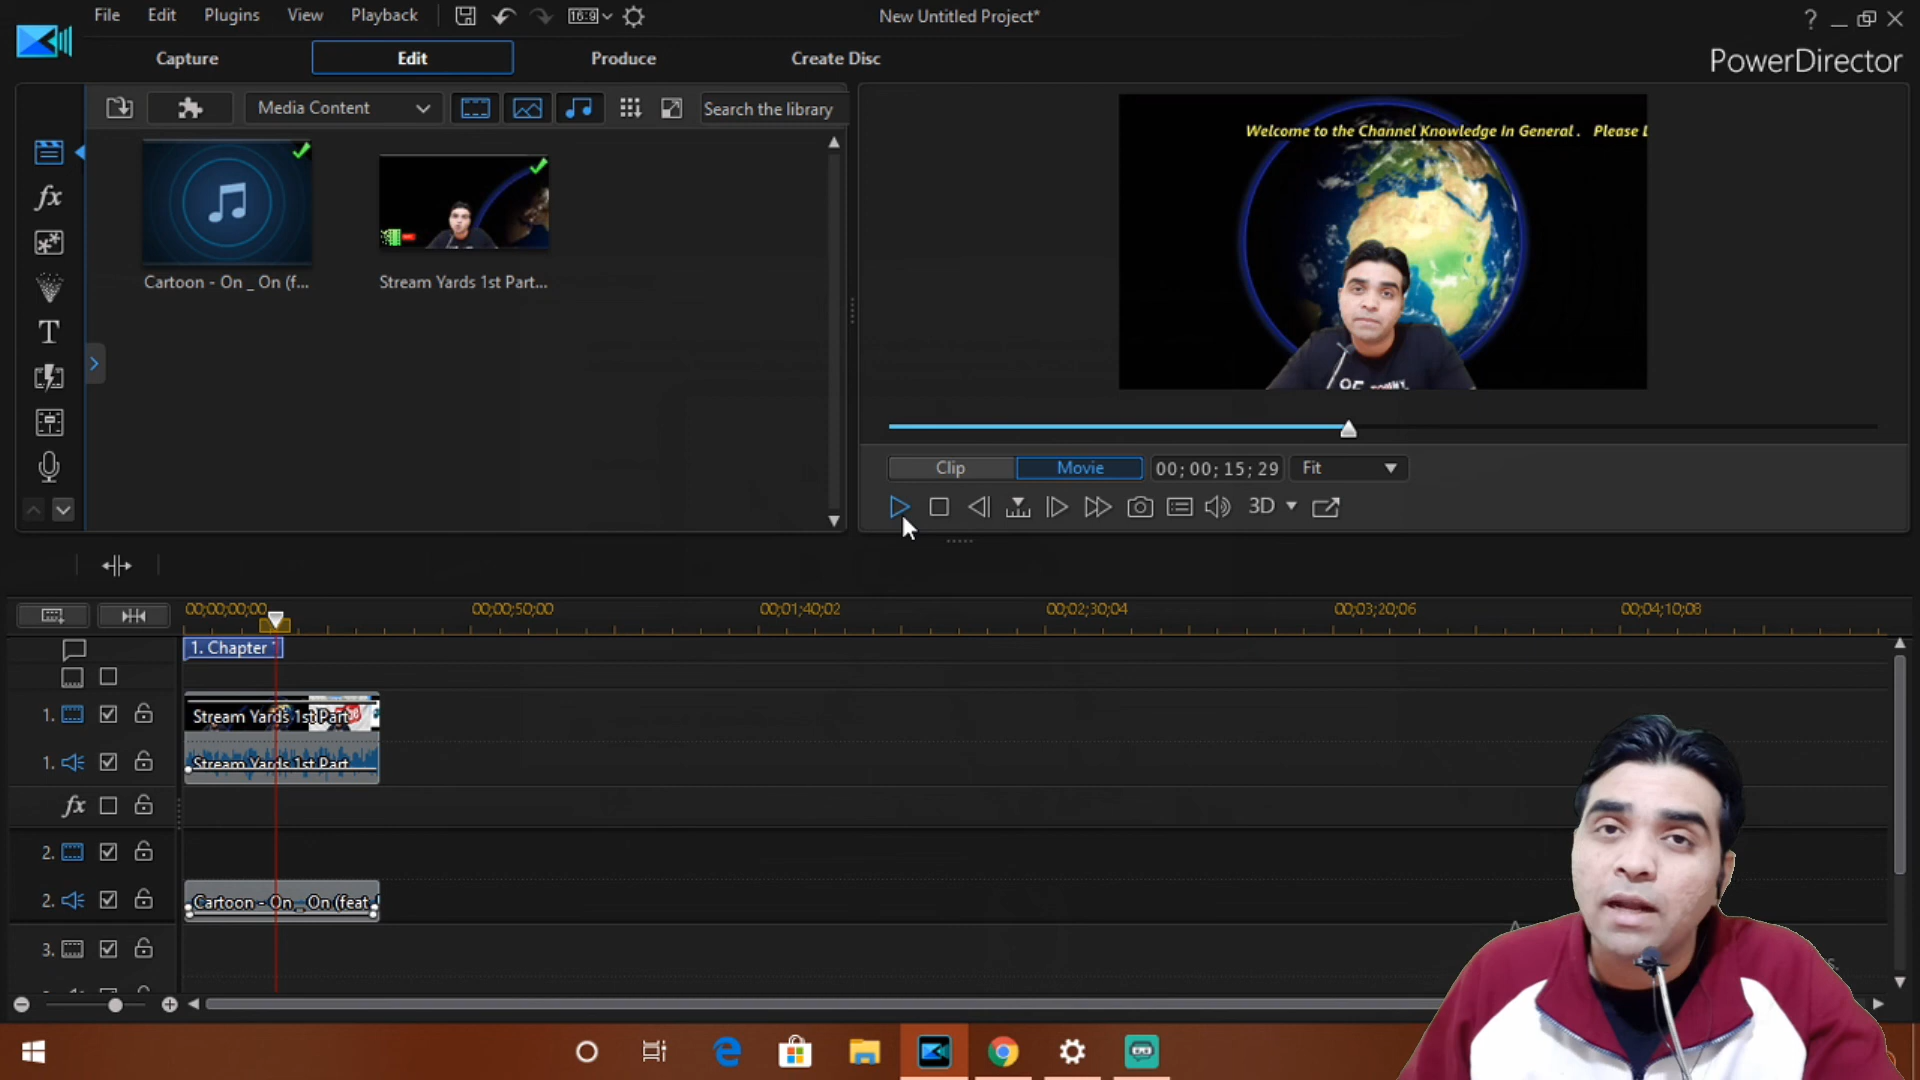 File Edit Plugins View Playback 16:9 New Untitled Project* ?
Capture Edit Produce Create Disc PowerDirector
Media Content Search the library
Cartoon - On _ On (f...
Stream Yards 1st Part...
fx
T
Welcome to the Channel Knowledge In General . Please
Clip Movie 00;00;15;29 Fit
3D
00;00;00;00 00;00;50;00 00;01;40;02 00;02;30;04 00;03;20;06 00;04;10;08
1. Chapter 1
1. Stream Yards 1st Part
1. Stream Yards 1st Part
fx
2.
2. Cartoon - On _ On (feat.
3.